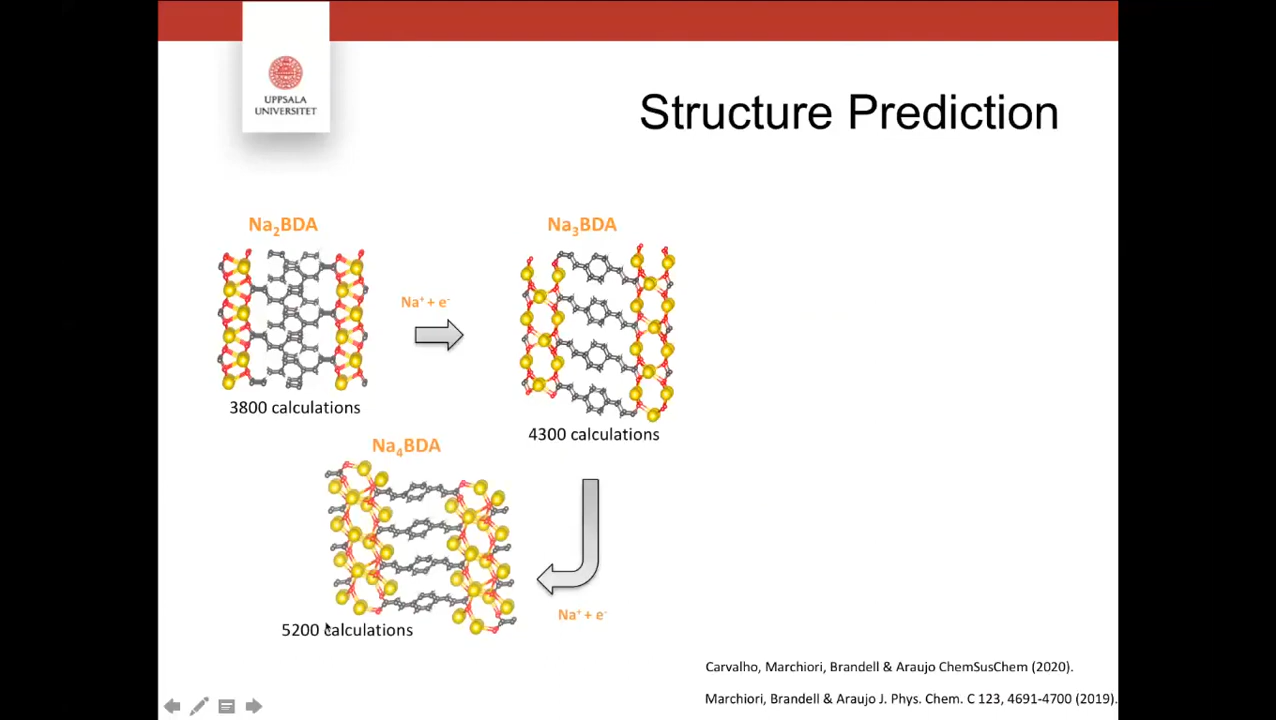 UPPSALA
UNIVERSITET
Structure Prediction
Na₂BDA
Na₃BDA
Na⁺ + e⁻
3800 calculations
4300 calculations
Na₄BDA
Na⁺ + e⁻
5200 calculations
Carvalho, Marchiori, Brandell & Araujo ChemSusChem (2020).
Marchiori, Brandell & Araujo J. Phys. Chem. C 123, 4691-4700 (2019).